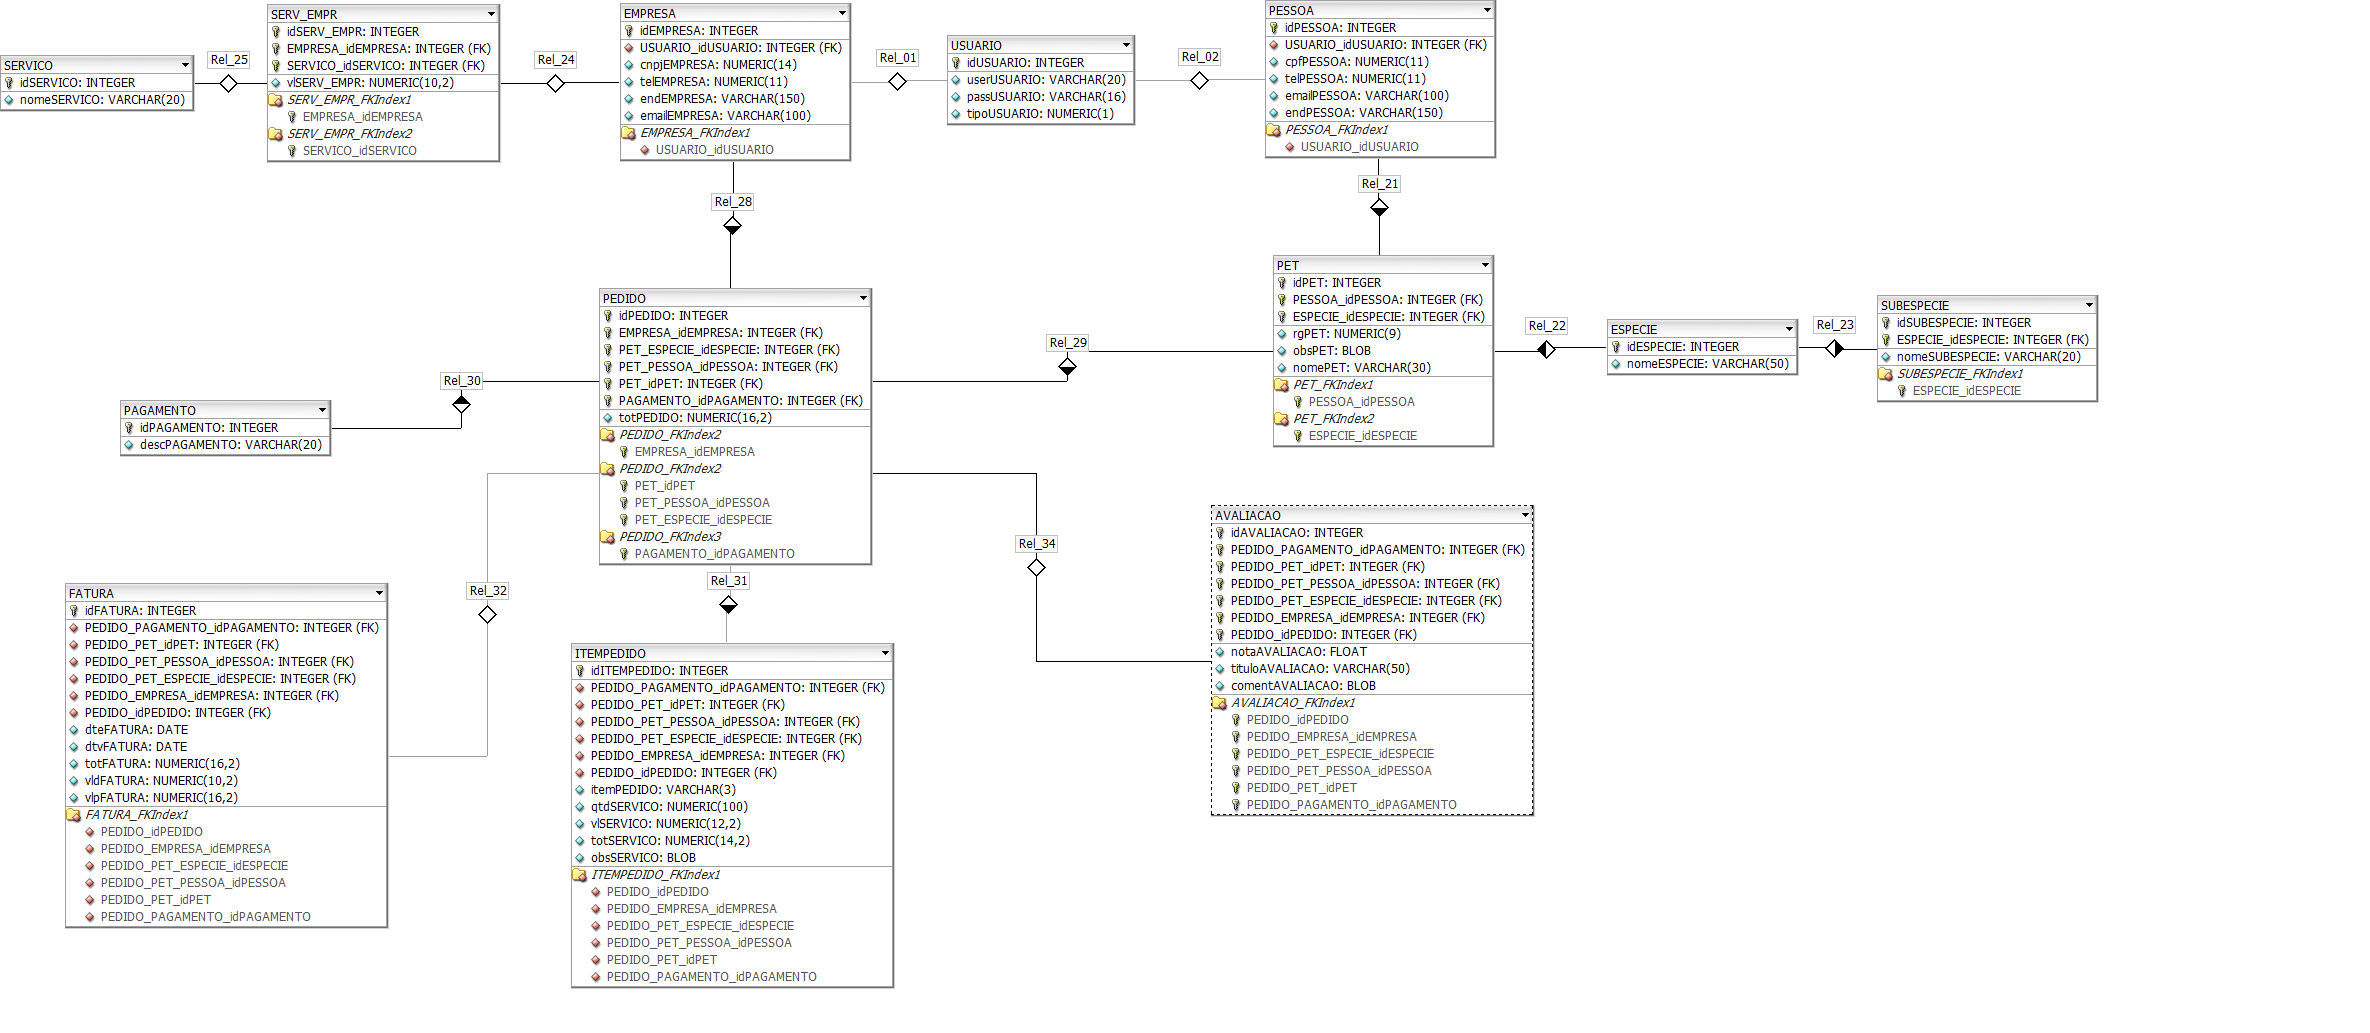 SERVICO
idSERVICO: INTEGER
nomeSERVICO: VARCHAR(20)
Rel_25
SERV_EMPR
idSERV_EMPR: INTEGER
EMPRESA_idEMPRESA: INTEGER (FK)
SERVICO_idSERVICO: INTEGER (FK)
vlSERV_EMPR: NUMERIC(10,2)
SERV_EMPR_FKIndex1
EMPRESA_idEMPRESA
SERV_EMPR_FKIndex2
SERVICO_idSERVICO
Rel_24
EMPRESA
idEMPRESA: INTEGER
USUARIO_idUSUARIO: INTEGER (FK)
cnpjEMPRESA: NUMERIC(14)
telEMPRESA: NUMERIC(11)
endEMPRESA: VARCHAR(150)
emailEMPRESA: VARCHAR(100)
EMPRESA_FKIndex1
USUARIO_idUSUARIO
Rel_01
USUARIO
idUSUARIO: INTEGER
userUSUARIO: VARCHAR(20)
passUSUARIO: VARCHAR(16)
tipoUSUARIO: NUMERIC(1)
Rel_02
PESSOA
idPESSOA: INTEGER
USUARIO_idUSUARIO: INTEGER (FK)
cpfPESSOA: NUMERIC(11)
telPESSOA: NUMERIC(11)
emailPESSOA: VARCHAR(100)
endPESSOA: VARCHAR(150)
PESSOA_FKIndex1
USUARIO_idUSUARIO
Rel_28
Rel_21
PEDIDO
idPEDIDO: INTEGER
EMPRESA_idEMPRESA: INTEGER (FK)
PET_ESPECIE_idESPECIE: INTEGER (FK)
PET_PESSOA_idPESSOA: INTEGER (FK)
PET_idPET: INTEGER (FK)
PAGAMENTO_idPAGAMENTO: INTEGER (FK)
totPEDIDO: NUMERIC(16,2)
PEDIDO_FKIndex2
EMPRESA_idEMPRESA
PEDIDO_FKIndex2
PET_idPET
PET_PESSOA_idPESSOA
PET_ESPECIE_idESPECIE
PEDIDO_FKIndex3
PAGAMENTO_idPAGAMENTO
Rel_29
PET
idPET: INTEGER
PESSOA_idPESSOA: INTEGER (FK)
ESPECIE_idESPECIE: INTEGER (FK)
rgPET: NUMERIC(9)
obsPET: BLOB
nomePET: VARCHAR(30)
PET_FKIndex1
PESSOA_idPESSOA
PET_FKIndex2
ESPECIE_idESPECIE
Rel_22
ESPECIE
idESPECIE: INTEGER
nomeESPECIE: VARCHAR(50)
Rel_23
SUBESPECIE
idSUBESPECIE: INTEGER
ESPECIE_idESPECIE: INTEGER (FK)
nomeSUBESPECIE: VARCHAR(20)
SUBESPECIE_FKIndex1
ESPECIE_idESPECIE
Rel_30
PAGAMENTO
idPAGAMENTO: INTEGER
descPAGAMENTO: VARCHAR(20)
Rel_32
Rel_31
Rel_34
FATURA
idFATURA: INTEGER
PEDIDO_PAGAMENTO_idPAGAMENTO: INTEGER (FK)
PEDIDO_PET_idPET: INTEGER (FK)
PEDIDO_PET_PESSOA_idPESSOA: INTEGER (FK)
PEDIDO_PET_ESPECIE_idESPECIE: INTEGER (FK)
PEDIDO_EMPRESA_idEMPRESA: INTEGER (FK)
PEDIDO_idPEDIDO: INTEGER (FK)
dteFATURA: DATE
dtvFATURA: DATE
totFATURA: NUMERIC(16,2)
vldFATURA: NUMERIC(10,2)
vlpFATURA: NUMERIC(16,2)
FATURA_FKIndex1
PEDIDO_idPEDIDO
PEDIDO_EMPRESA_idEMPRESA
PEDIDO_PET_ESPECIE_idESPECIE
PEDIDO_PET_PESSOA_idPESSOA
PEDIDO_PET_idPET
PEDIDO_PAGAMENTO_idPAGAMENTO
ITEMPEDIDO
idITEMPEDIDO: INTEGER
PEDIDO_PAGAMENTO_idPAGAMENTO: INTEGER (FK)
PEDIDO_PET_idPET: INTEGER (FK)
PEDIDO_PET_PESSOA_idPESSOA: INTEGER (FK)
PEDIDO_PET_ESPECIE_idESPECIE: INTEGER (FK)
PEDIDO_EMPRESA_idEMPRESA: INTEGER (FK)
PEDIDO_idPEDIDO: INTEGER (FK)
itemPEDIDO: VARCHAR(3)
qtdSERVICO: NUMERIC(100)
vlSERVICO: NUMERIC(12,2)
totSERVICO: NUMERIC(14,2)
obsSERVICO: BLOB
ITEMPEDIDO_FKIndex1
PEDIDO_idPEDIDO
PEDIDO_EMPRESA_idEMPRESA
PEDIDO_PET_ESPECIE_idESPECIE
PEDIDO_PET_PESSOA_idPESSOA
PEDIDO_PET_idPET
PEDIDO_PAGAMENTO_idPAGAMENTO
AVALIACAO
idAVALIACAO: INTEGER
PEDIDO_PAGAMENTO_idPAGAMENTO: INTEGER (FK)
PEDIDO_PET_idPET: INTEGER (FK)
PEDIDO_PET_PESSOA_idPESSOA: INTEGER (FK)
PEDIDO_PET_ESPECIE_idESPECIE: INTEGER (FK)
PEDIDO_EMPRESA_idEMPRESA: INTEGER (FK)
PEDIDO_idPEDIDO: INTEGER (FK)
notaAVALIACAO: FLOAT
tituloAVALIACAO: VARCHAR(50)
comentAVALIACAO: BLOB
AVALIACAO_FKIndex1
PEDIDO_idPEDIDO
PEDIDO_EMPRESA_idEMPRESA
PEDIDO_PET_ESPECIE_idESPECIE
PEDIDO_PET_PESSOA_idPESSOA
PEDIDO_PET_idPET
PEDIDO_PAGAMENTO_idPAGAMENTO